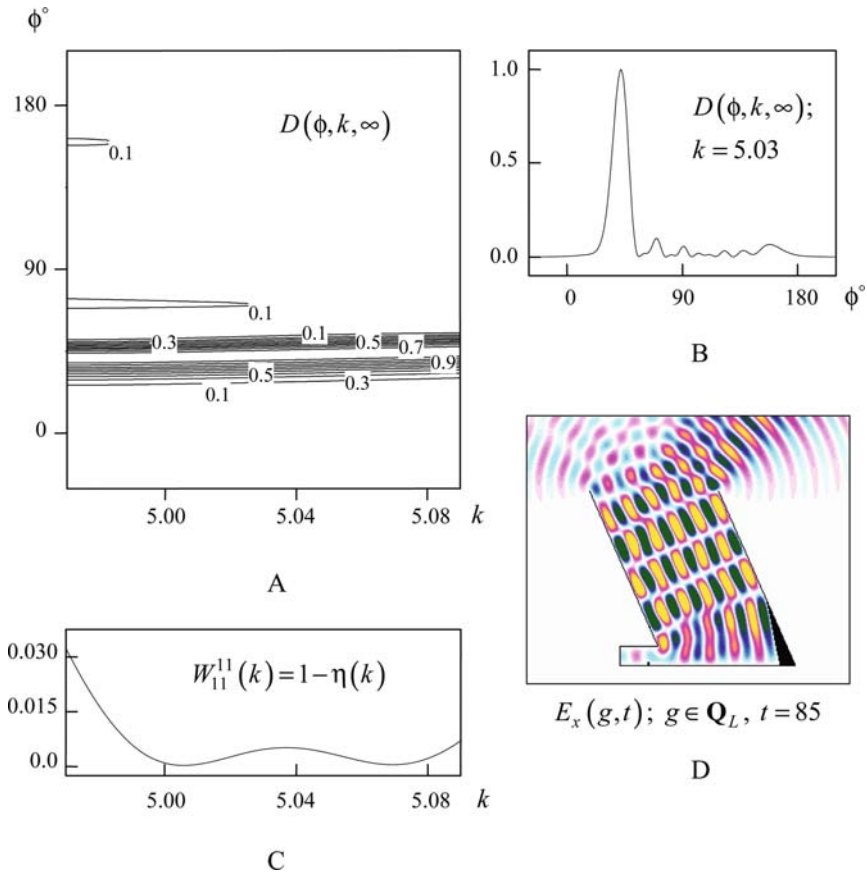 ϕ°
180
90
0
D(ϕ, k, ∞)
0.1
0.1
0.3
0.1
0.5
0.7
0.9
0.5
0.3
0.1
5.00
5.04
5.08
k
A
1.0
0.5
0.0
D(ϕ, k, ∞);
k = 5.03
0
90
180
ϕ°
B
0.030
0.015
0.0
W₁₁¹¹(k) = 1 − η(k)
5.00
5.04
5.08
k
C
Eₓ(g, t); g ∈ Q_L, t = 85
D